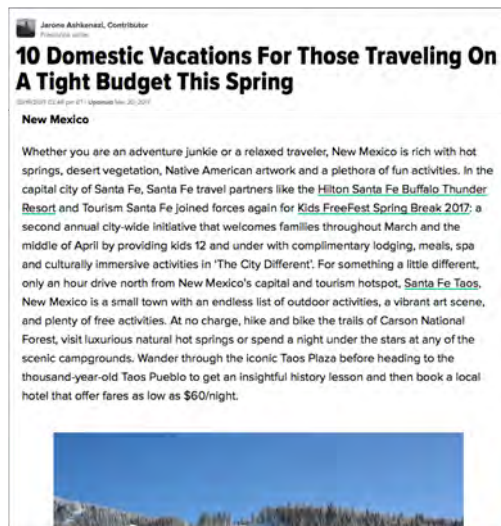 Jerome Ashkenazi, Contributor
Freelance writer
10 Domestic Vacations For Those Traveling On
A Tight Budget This Spring
New Mexico
Whether you are an adventure junkie or a relaxed traveler, New Mexico is rich with hot
springs, desert vegetation, Native American artwork and a plethora of fun activities. In the
capital city of Santa Fe, Santa Fe travel partners like the Hilton Santa Fe Buffalo Thunder
Resort and Tourism Santa Fe joined forces again for Kids FreeFest Spring Break 2017: a
second annual city-wide initiative that welcomes families throughout March and the
middle of April by providing kids 12 and under with complimentary lodging, meals, spa
and culturally immersive activities in 'The City Different'. For something a little different,
only an hour drive north from New Mexico's capital and tourism hotspot, Santa Fe Taos,
New Mexico is a small town with an endless list of outdoor activities, a vibrant art scene,
and plenty of free activities. At no charge, hike and bike the trails of Carson National
Forest, visit luxurious natural hot springs or spend a night under the stars at any of the
scenic campgrounds. Wander through the iconic Taos Plaza before heading to the
thousand-year-old Taos Pueblo to get an insightful history lesson and then book a local
hotel that offer fares as low as $60/night.